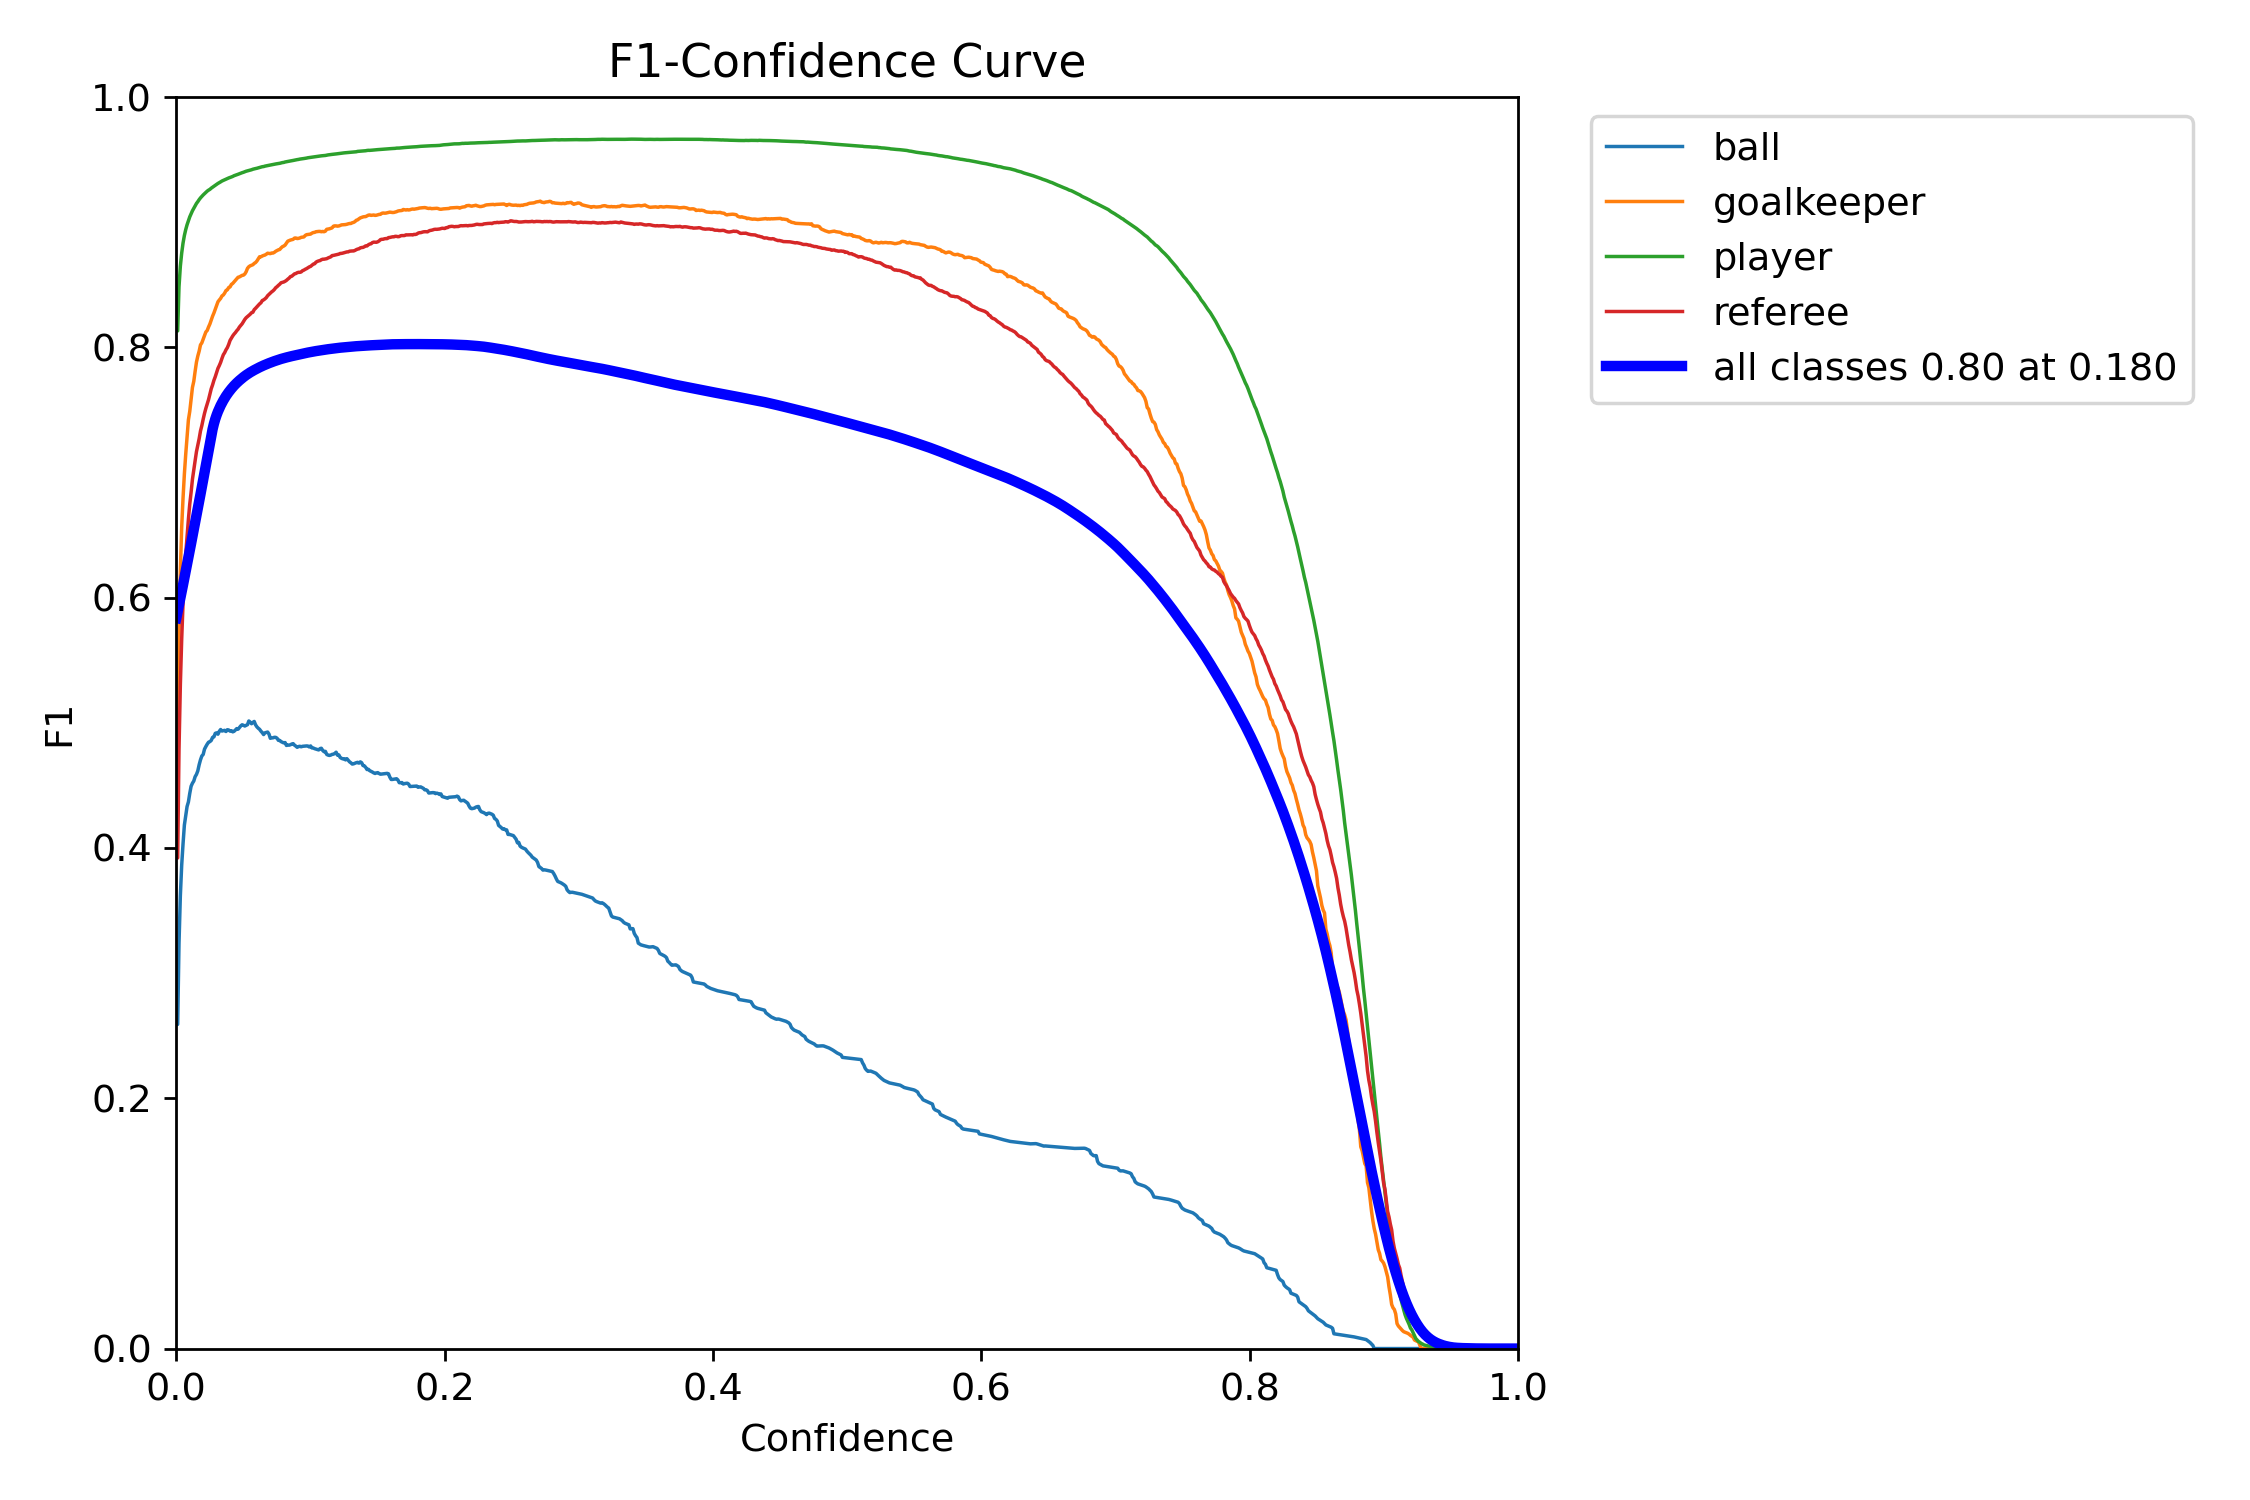 F1-Confidence Curve
1.0
0.8
0.6
0.4
0.2
0.0
F1
0.0 0.2 0.4 0.6 0.8 1.0
Confidence
ball
goalkeeper
player
referee
all classes 0.80 at 0.180